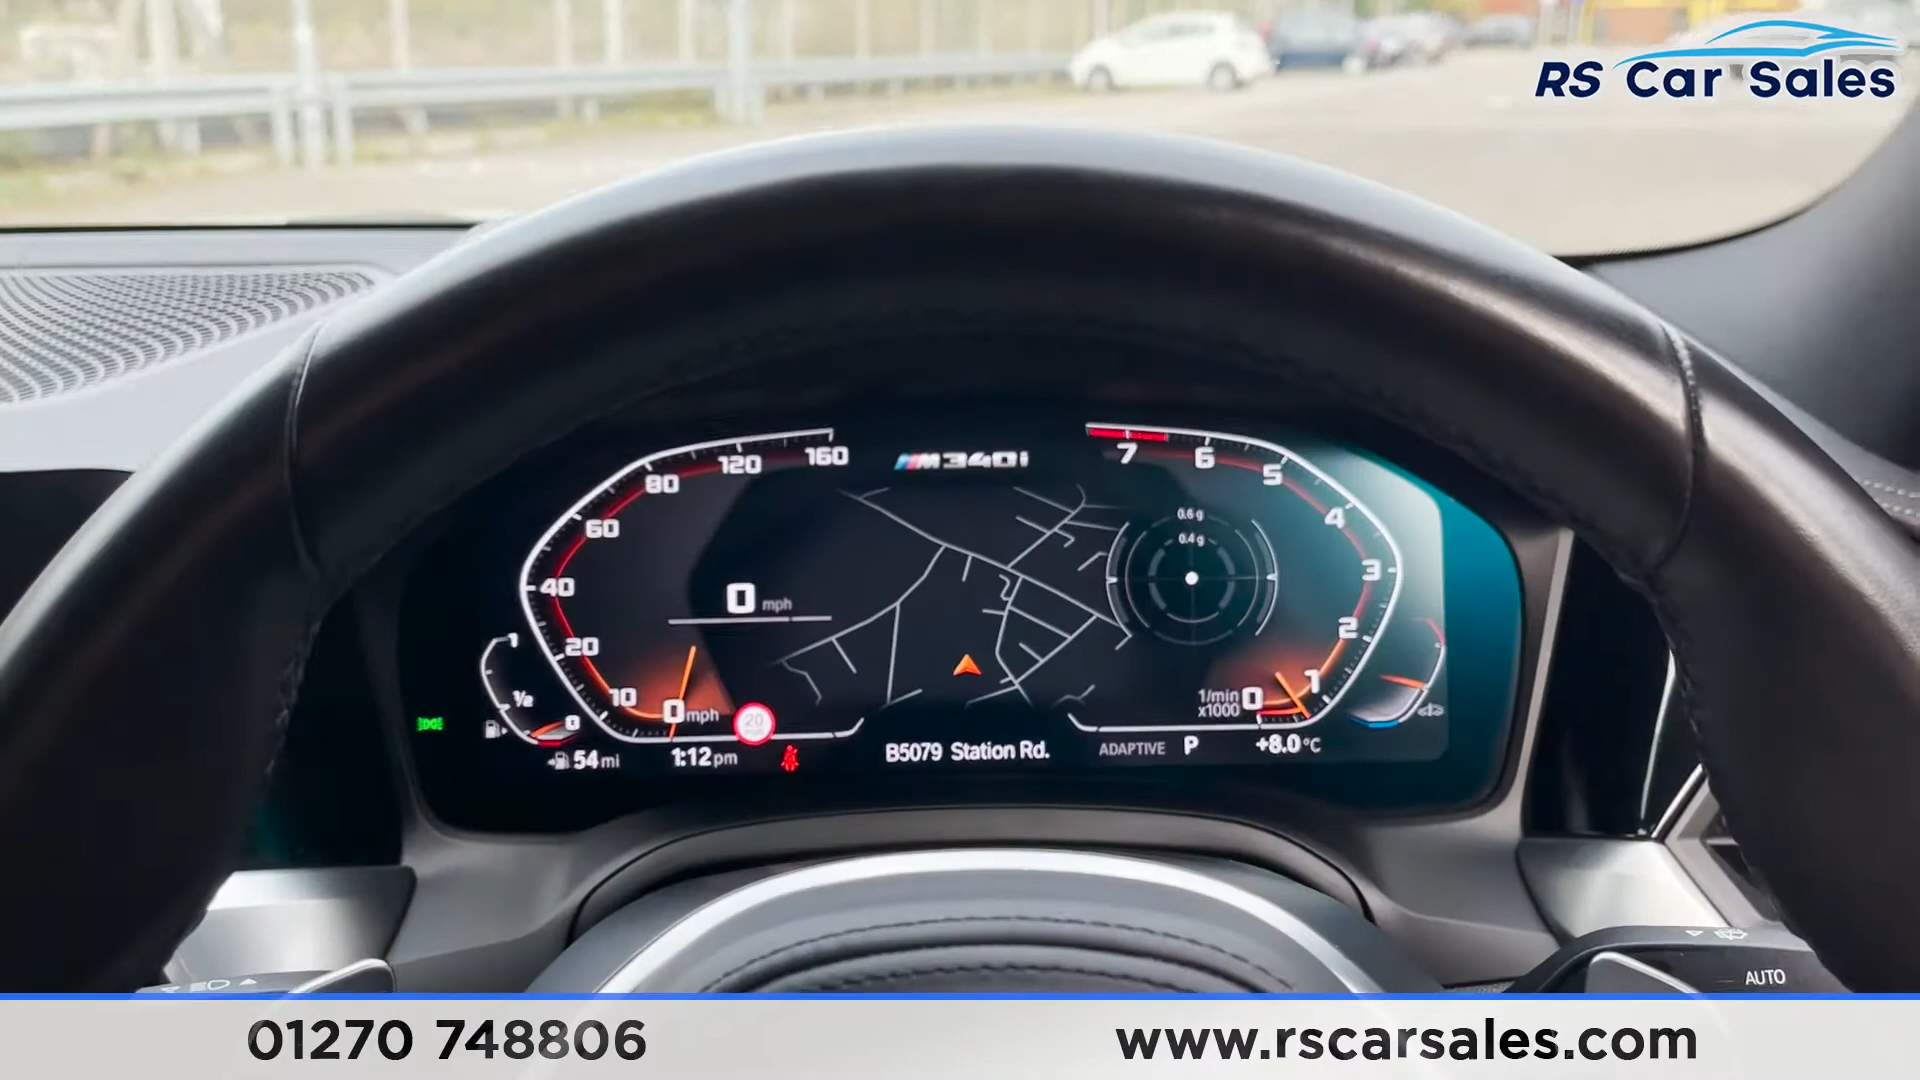 RS Car Sales
120
160
M340i
7
6
80
5
60
0.6 g
4
0.4 g
40
3
0 mph
20
2
1
1/2
10
1/min
x1000
0
1
0
0 mph
20
54 mi
1:12 pm
B5079 Station Rd.
ADAPTIVE P
+8.0 °C
AUTO
01270 748806
www.rscarsales.com